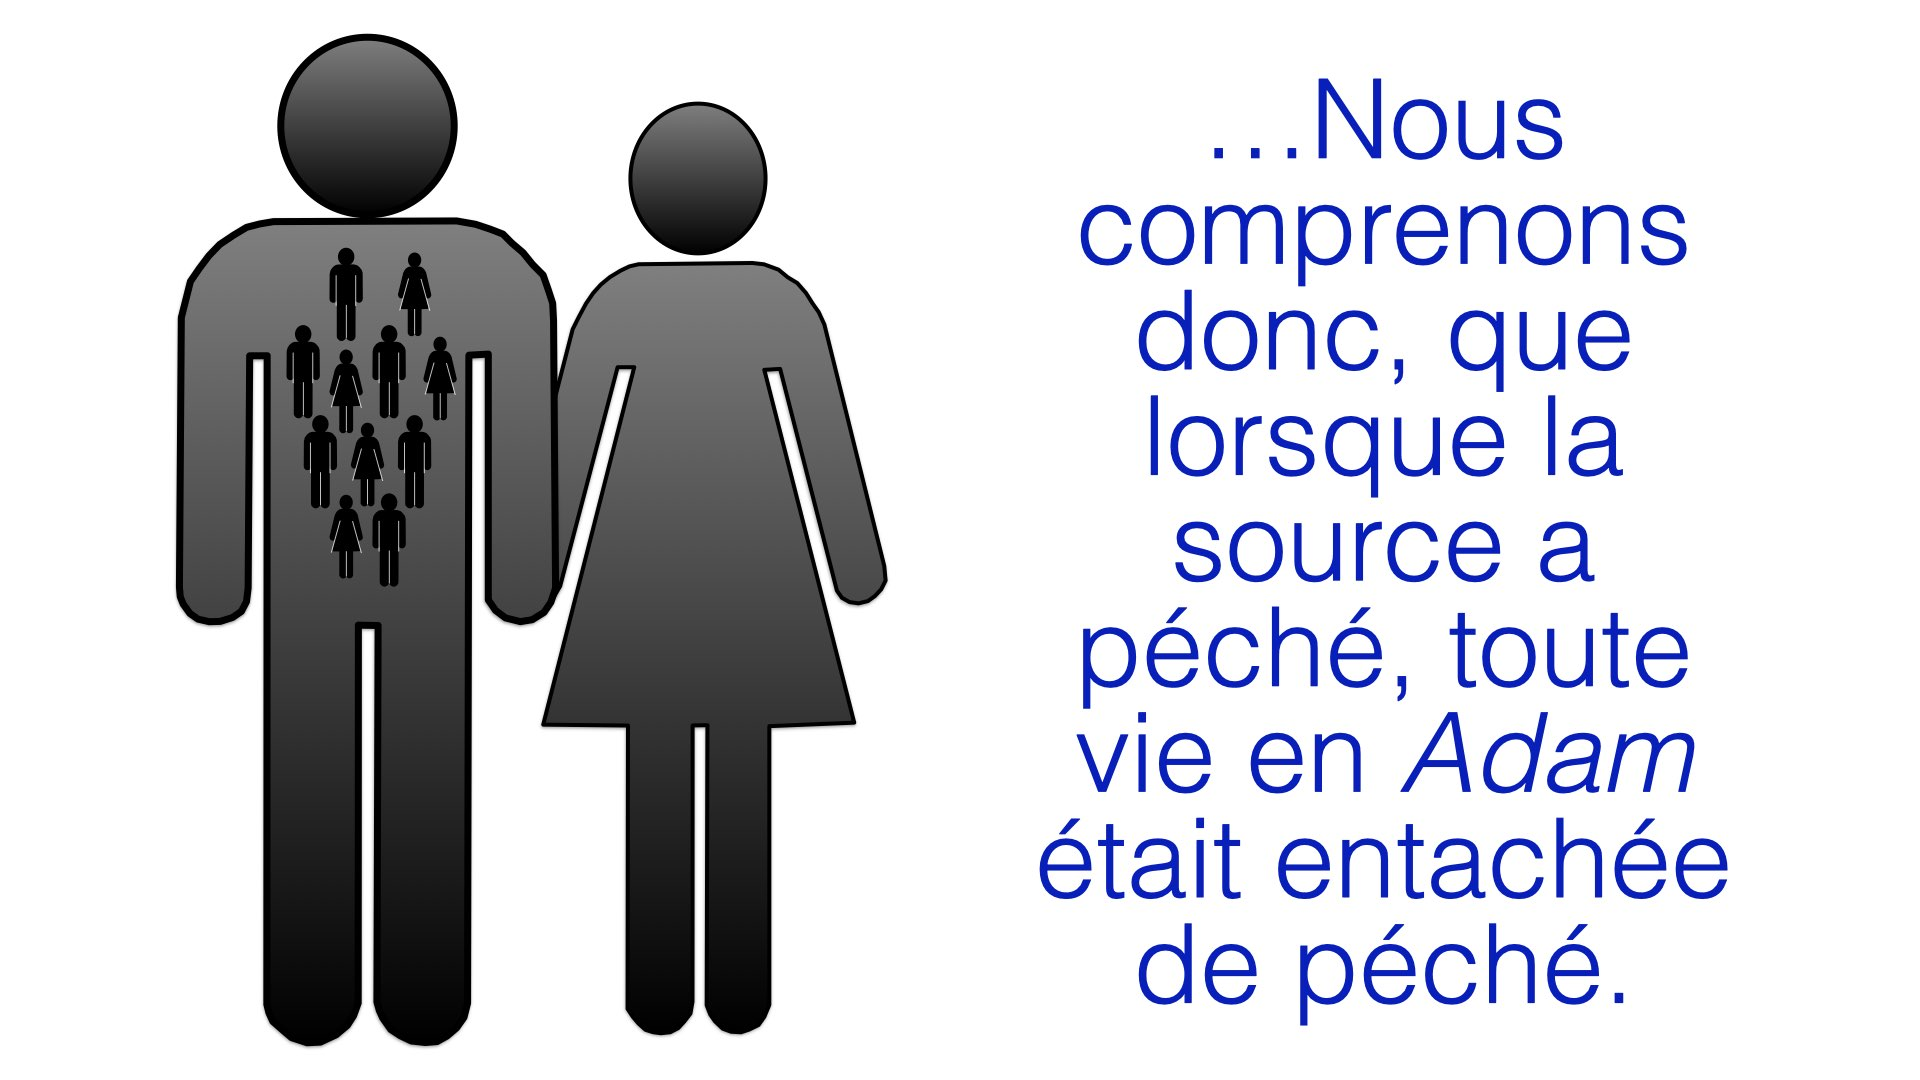 …Nous
comprenons
donc, que
lorsque la
source a
péché, toute
vie en Adam
était entachée
de péché.